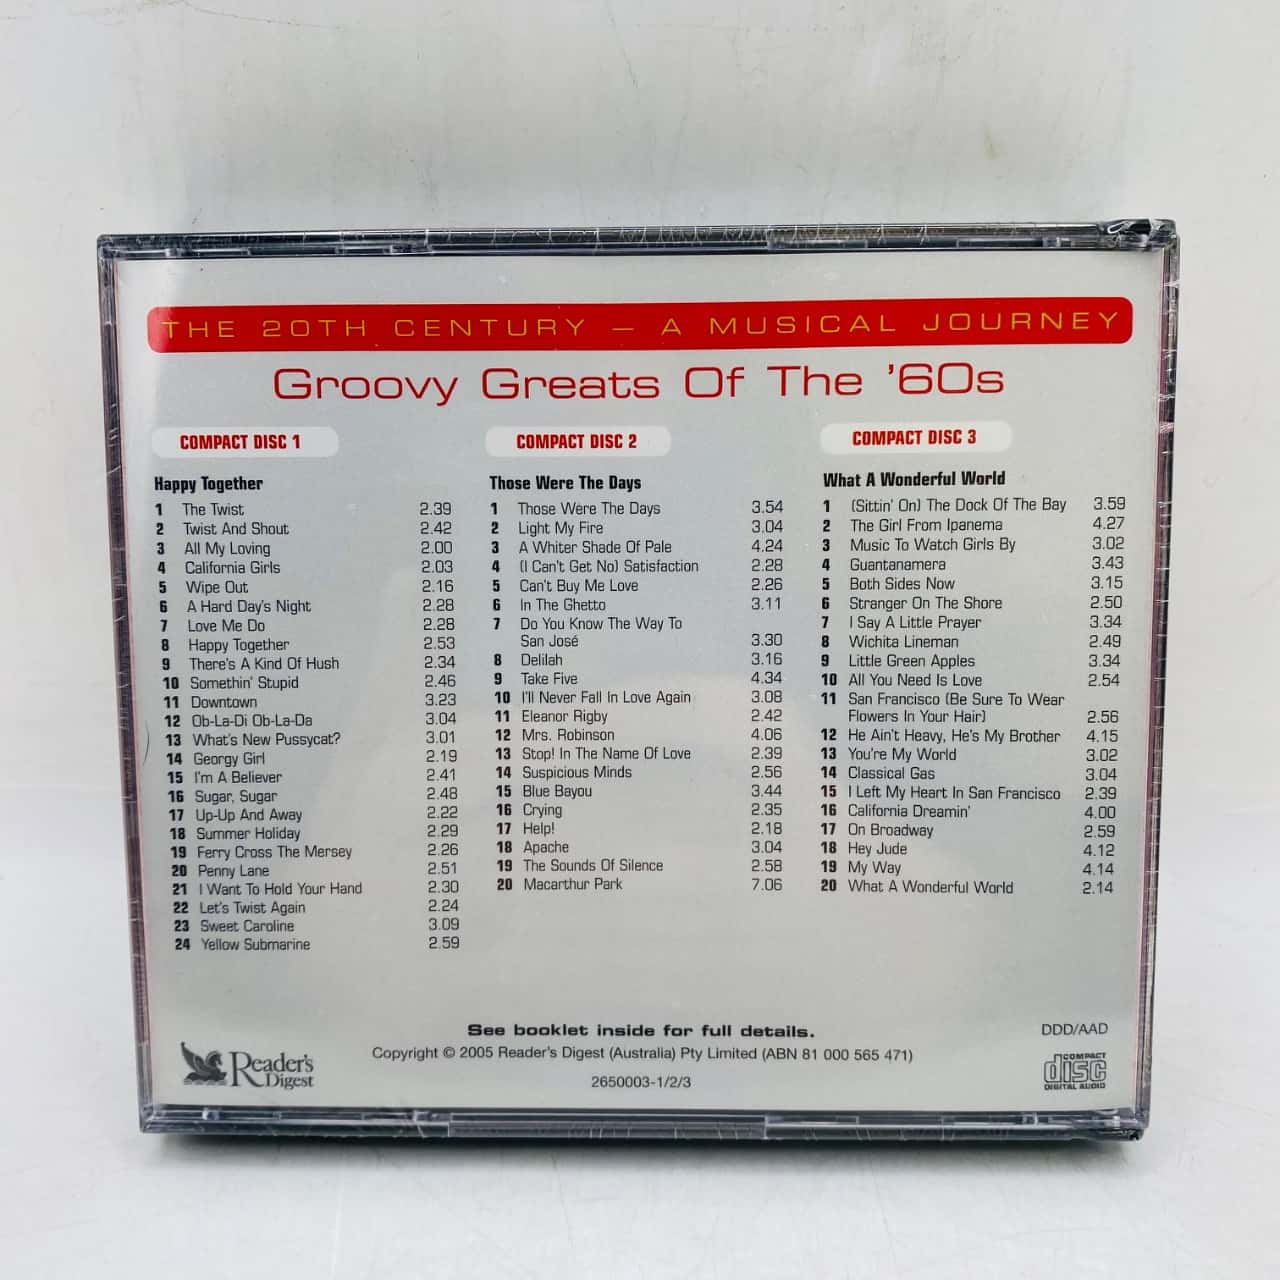 THE 20TH CENTURY – A MUSICAL JOURNEY
Groovy Greats Of The '60s
COMPACT DISC 1
Happy Together
1 The Twist 2.39
2 Twist And Shout 2.42
3 All My Loving 2.00
4 California Girls 2.03
5 Wipe Out 2.16
6 A Hard Day's Night 2.28
7 Love Me Do 2.28
8 Happy Together 2.53
9 There's A Kind Of Hush 2.34
10 Somethin' Stupid 2.46
11 Downtown 3.23
12 Ob-La-Di Ob-La-Da 3.04
13 What's New Pussycat? 3.01
14 Georgy Girl 2.19
15 I'm A Believer 2.41
16 Sugar, Sugar 2.48
17 Up-Up And Away 2.22
18 Summer Holiday 2.29
19 Ferry Cross The Mersey 2.26
20 Penny Lane 2.51
21 I Want To Hold Your Hand 2.30
22 Let's Twist Again 2.24
23 Sweet Caroline 3.09
24 Yellow Submarine 2.59
COMPACT DISC 2
Those Were The Days
1 Those Were The Days 3.54
2 Light My Fire 3.04
3 A Whiter Shade Of Pale 4.24
4 (I Can't Get No) Satisfaction 2.28
5 Can't Buy Me Love 2.26
6 In The Ghetto 3.11
7 Do You Know The Way To
San José 3.30
8 Delilah 3.16
9 Take Five 4.34
10 I'll Never Fall In Love Again 3.08
11 Eleanor Rigby 2.42
12 Mrs. Robinson 4.06
13 Stop! In The Name Of Love 2.39
14 Suspicious Minds 2.56
15 Blue Bayou 3.44
16 Crying 2.35
17 Help! 2.18
18 Apache 3.04
19 The Sounds Of Silence 2.58
20 Macarthur Park 7.06
COMPACT DISC 3
What A Wonderful World
1 (Sittin' On) The Dock Of The Bay 3.59
2 The Girl From Ipanema 4.27
3 Music To Watch Girls By 3.02
4 Guantanamera 3.43
5 Both Sides Now 3.15
6 Stranger On The Shore 2.50
7 I Say A Little Prayer 3.34
8 Wichita Lineman 2.49
9 Little Green Apples 3.34
10 All You Need Is Love 2.54
11 San Francisco (Be Sure To Wear
Flowers In Your Hair) 2.56
12 He Ain't Heavy, He's My Brother 4.15
13 You're My World 3.02
14 Classical Gas 3.04
15 I Left My Heart In San Francisco 2.39
16 California Dreamin' 4.00
17 On Broadway 2.59
18 Hey Jude 4.12
19 My Way 4.14
20 What A Wonderful World 2.14
See booklet inside for full details.
DDD/AAD
Reader's
Digest
Copyright © 2005 Reader's Digest (Australia) Pty Limited (ABN 81 000 565 471)
2650003-1/2/3
COMPACT
disc
DIGITAL AUDIO